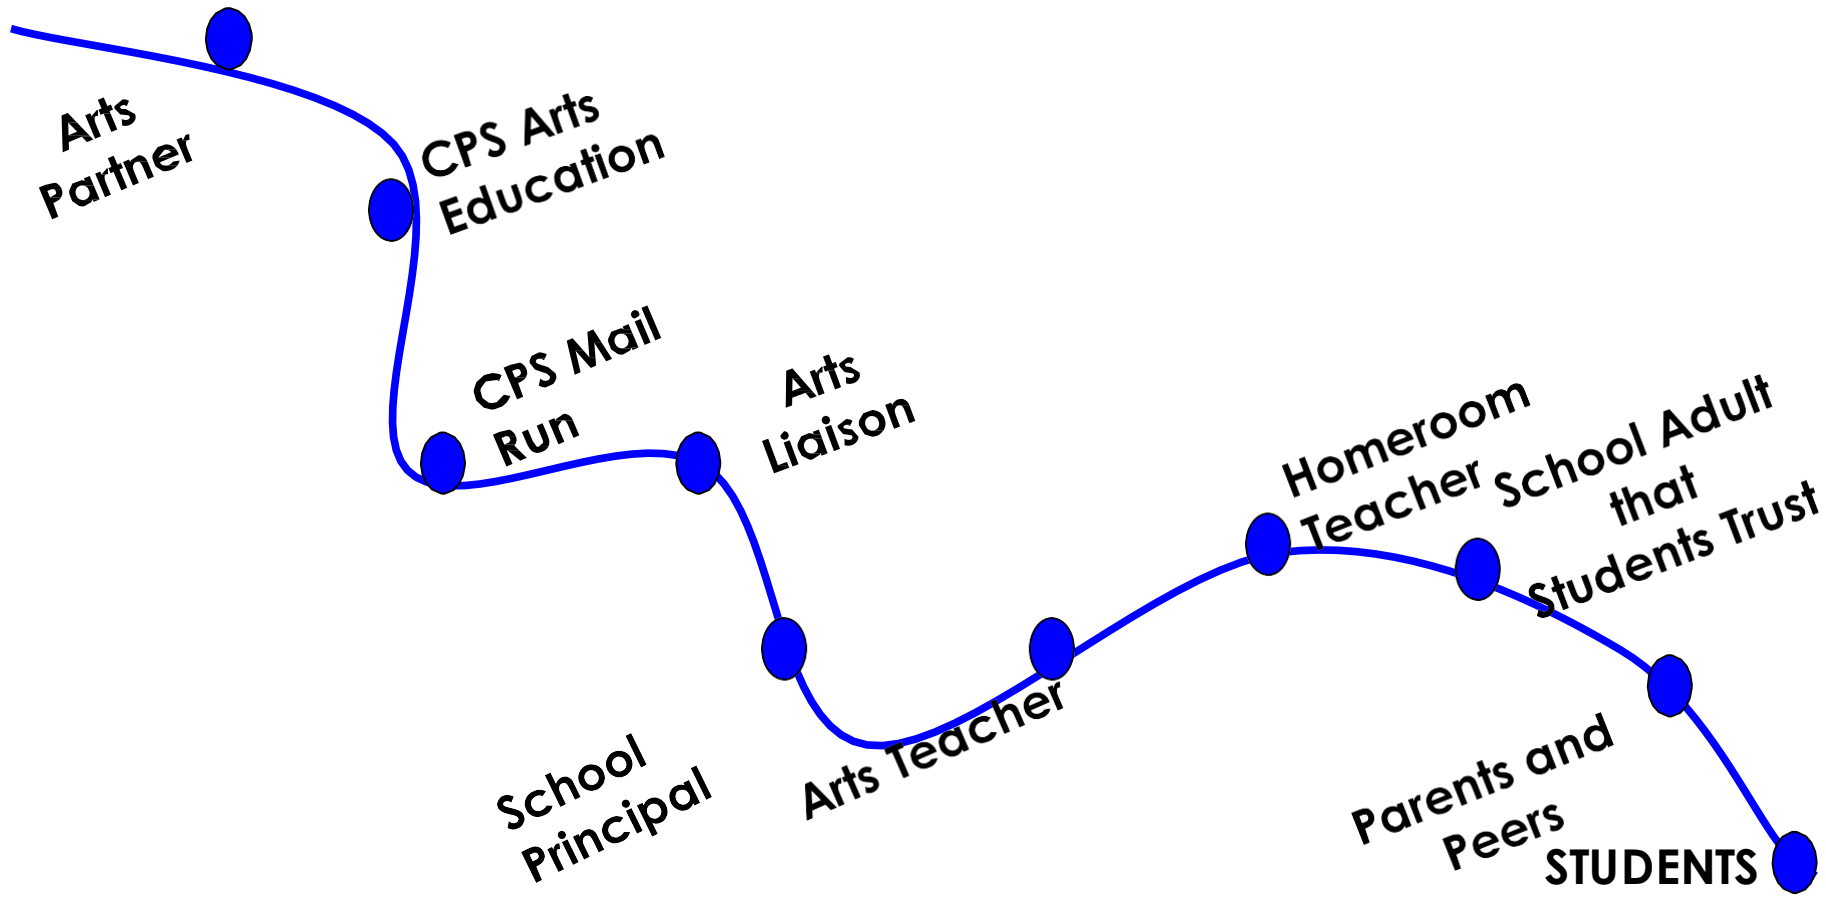 Arts
Partner
CPS Arts
Education
CPS Mail
Run
Arts
Liaison
School
Principal
Arts Teacher
Homeroom
Teacher
School Adult
that
Students Trust
Parents and
Peers
STUDENTS